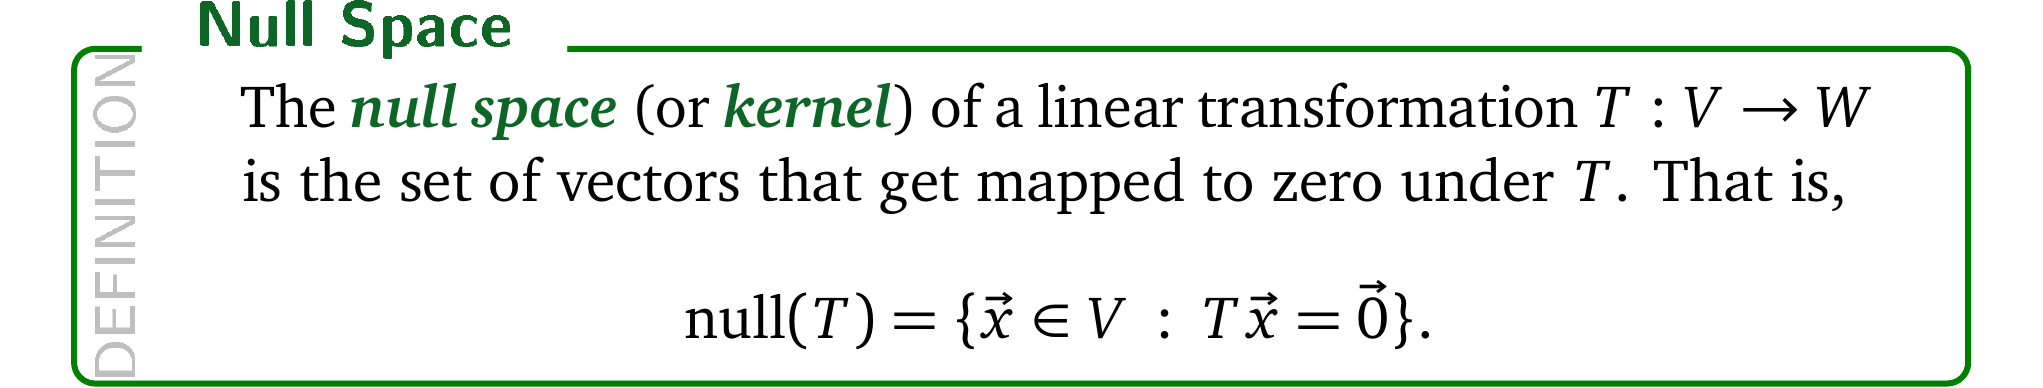 Null Space
DEFINITION
The null space (or kernel) of a linear transformation T : V → W
is the set of vectors that get mapped to zero under T. That is,
null(T) = {x⃗ ∈ V : T x⃗ = 0⃗}.